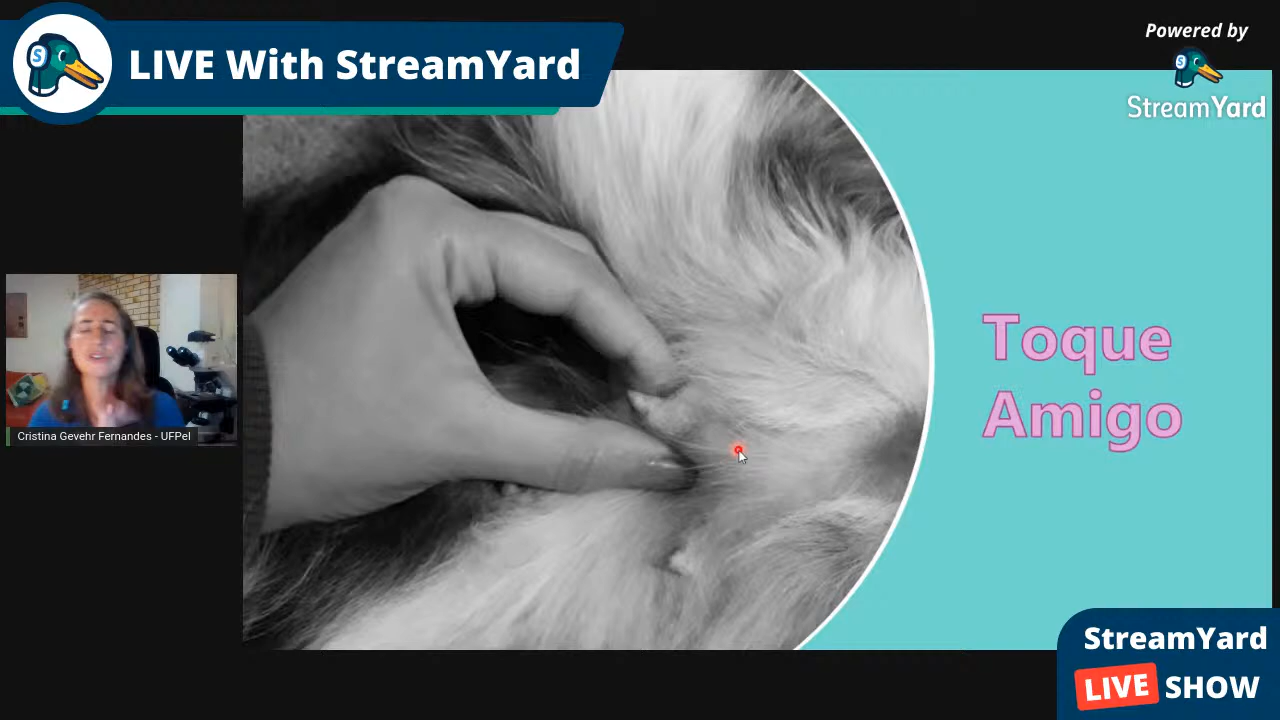 LIVE With StreamYard
Powered by
StreamYard
Toque
Amigo
Cristina Gevehr Fernandes - UFPel
StreamYard
LIVE SHOW